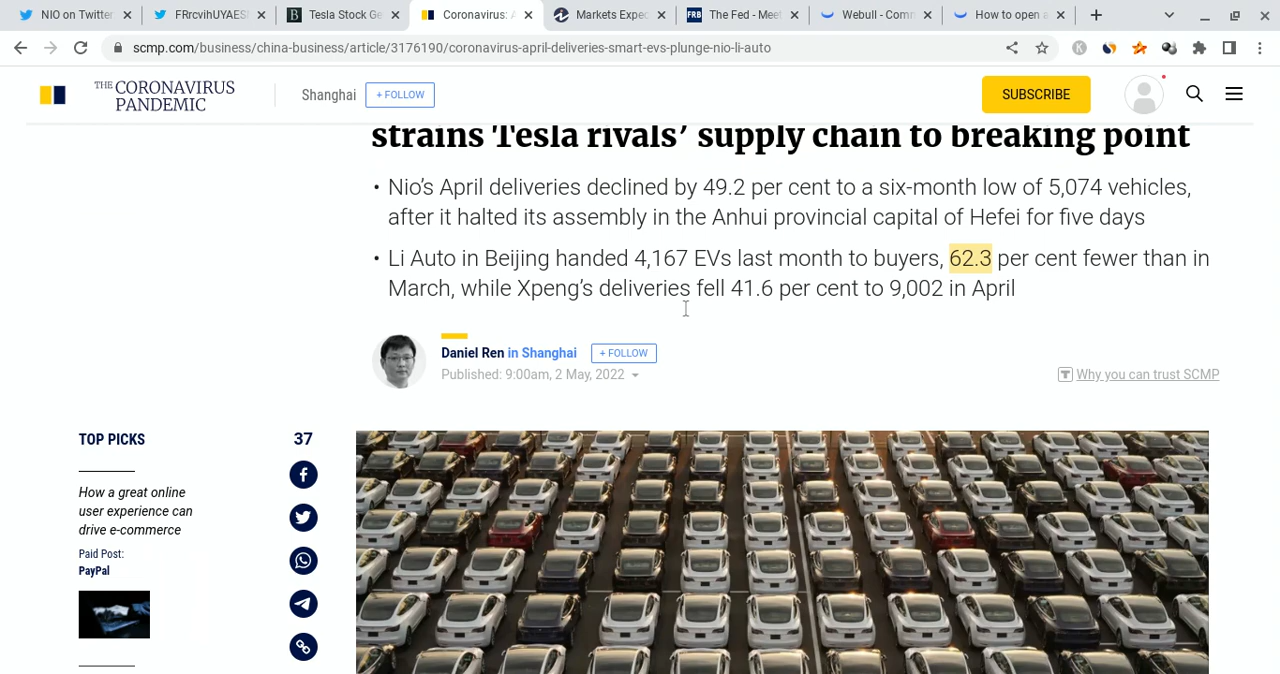 NIO on Twitter
FRrcvihUYAES
Tesla Stock Ge
Coronavirus: A
Markets Expec
FRB
The Fed - Meet
Webull - Comm
How to open a
scmp.com/business/china-business/article/3176190/coronavirus-april-deliveries-smart-evs-plunge-nio-li-auto
THE CORONAVIRUS
PANDEMIC
Shanghai
+ FOLLOW
SUBSCRIBE
strains Tesla rivals’ supply chain to breaking point
• Nio’s April deliveries declined by 49.2 per cent to a six-month low of 5,074 vehicles,
after it halted its assembly in the Anhui provincial capital of Hefei for five days
• Li Auto in Beijing handed 4,167 EVs last month to buyers, 62.3 per cent fewer than in
March, while Xpeng’s deliveries fell 41.6 per cent to 9,002 in April
Daniel Ren in Shanghai
+ FOLLOW
Published: 9:00am, 2 May, 2022
Why you can trust SCMP
TOP PICKS
37
How a great online
user experience can
drive e-commerce
Paid Post:
PayPal